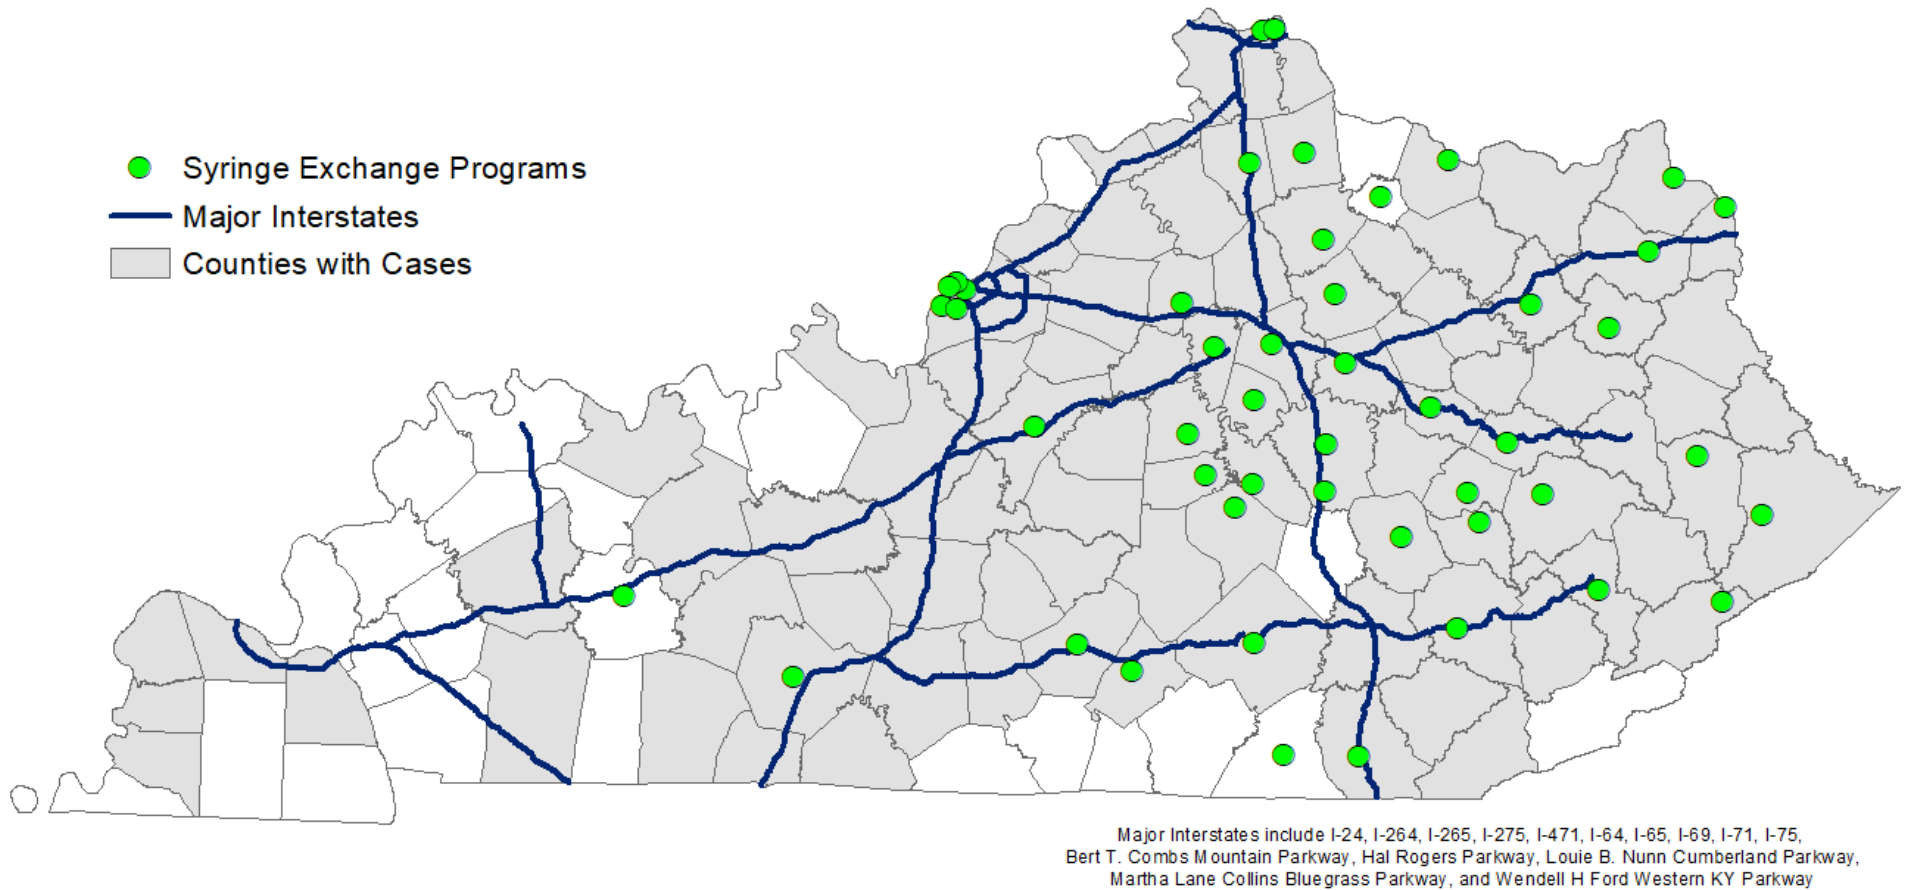 Syringe Exchange Programs
Major Interstates
Counties with Cases
Major Interstates include I-24, I-264, I-265, I-275, I-471, I-64, I-65, I-69, I-71, I-75,
Bert T. Combs Mountain Parkway, Hal Rogers Parkway, Louie B. Nunn Cumberland Parkway,
Martha Lane Collins Bluegrass Parkway, and Wendell H Ford Western KY Parkway